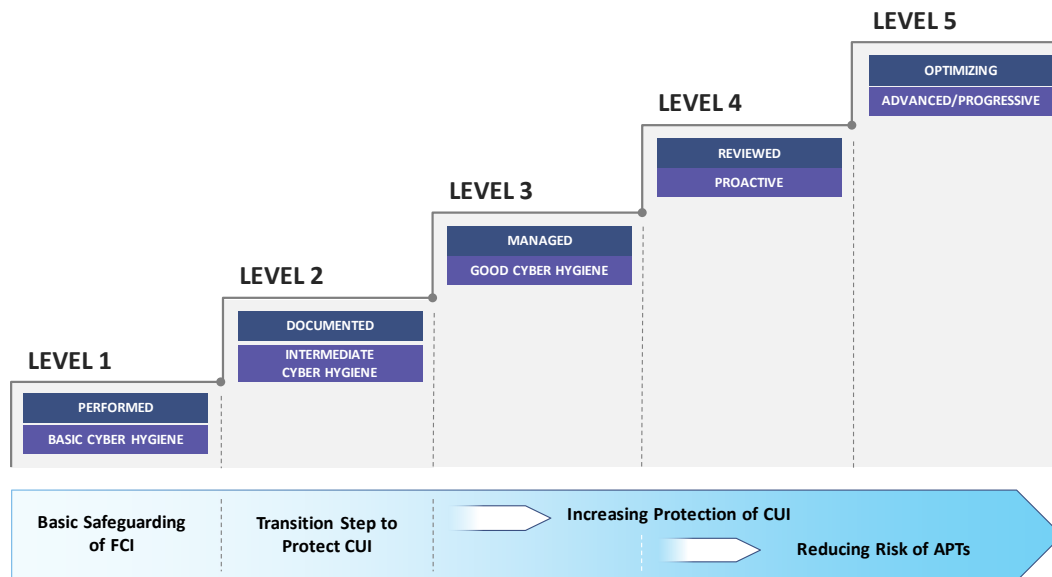 LEVEL 5
OPTIMIZING
ADVANCED/PROGRESSIVE
LEVEL 4
REVIEWED
PROACTIVE
LEVEL 3
MANAGED
GOOD CYBER HYGIENE
LEVEL 2
DOCUMENTED
INTERMEDIATE
CYBER HYGIENE
LEVEL 1
PERFORMED
BASIC CYBER HYGIENE
Basic Safeguarding
of FCI
Transition Step to
Protect CUI
Increasing Protection of CUI
Reducing Risk of APTs